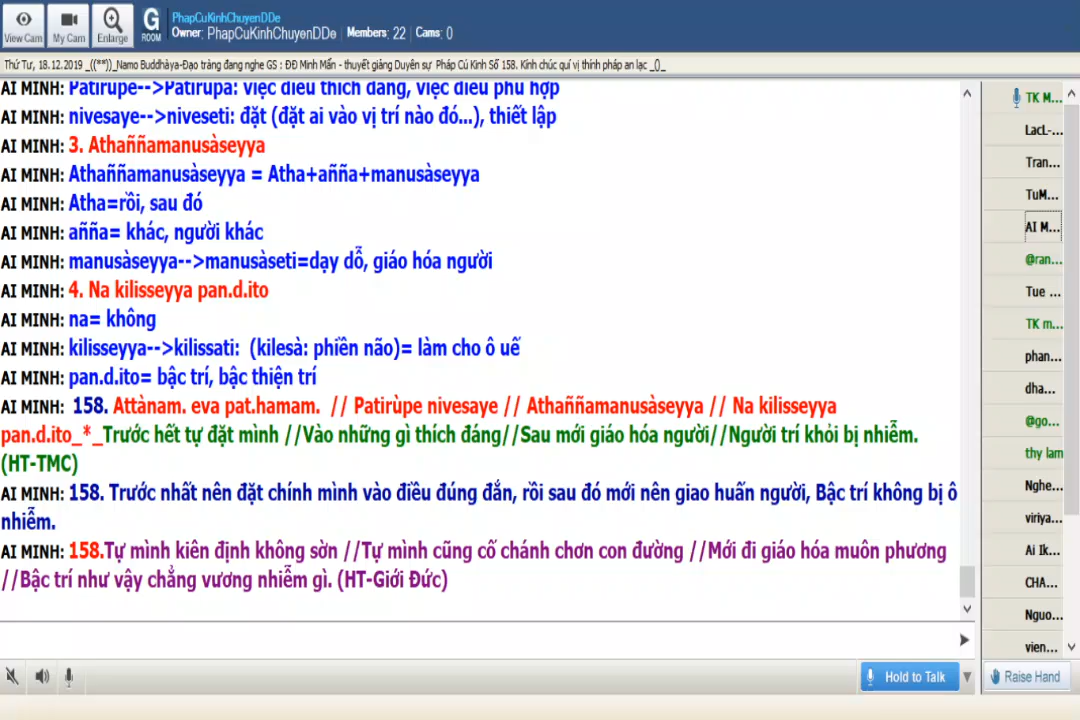 View Cam
My Cam
Enlarge
G
ROOM
PhapCuKinhChuyenDDe
Owner: PhapCuKinhChuyenDDe Members: 22 Cams: 0
Thứ Tư, 18.12.2019 _((**))_Namo Buddhàya-Đạo tràng đang nghe GS : ĐĐ Minh Mẫn - thuyết giảng Duyên sự Pháp Cú Kinh Số 158. Kính chúc quí vị thính pháp an lạc _()_
AI MINH: Patirupe-->Patirupa: việc điều thích đáng, việc điều phù hợp
AI MINH: nivesaye-->niveseti: đặt (đặt ai vào vị trí nào đó...), thiết lập
AI MINH: 3. Athaññamanusàseyya
AI MINH: Athaññamanusàseyya = Atha+añña+manusàseyya
AI MINH: Atha=rồi, sau đó
AI MINH: añña= khác, người khác
AI MINH: manusàseyya-->manusàseti=dạy dỗ, giáo hóa người
AI MINH: 4. Na kilisseyya pan.d.ito
AI MINH: na= không
AI MINH: kilisseyya-->kilissati: (kilesà: phiền não)= làm cho ô uế
AI MINH: pan.d.ito= bậc trí, bậc thiện trí
AI MINH: 158. Attànam. eva pat.hamam. // Patirùpe nivesaye // Athaññamanusàseyya // Na kilisseyya
pan.d.ito_*_Trước hết tự đặt mình //Vào những gì thích đáng//Sau mới giáo hóa người//Người trí khỏi bị nhiễm.
(HT-TMC)
AI MINH: 158. Trước nhất nên đặt chính mình vào điều đúng đắn, rồi sau đó mới nên giao huấn người, Bậc trí không bị ô
nhiễm.
AI MINH: 158.Tự mình kiên định không sờn //Tự mình cũng cố chánh chơn con đường //Mới đi giáo hóa muôn phương
//Bậc trí như vậy chẳng vương nhiễm gì. (HT-Giới Đức)
TK M...
LacL-...
Tran...
TuM...
AI M...
@ran...
Tue ...
TK m...
phan...
dha...
@go...
thy lam
Nghe...
viriya...
Ai Ik...
CHA...
Nguo...
vien...
Hold to Talk
Raise Hand